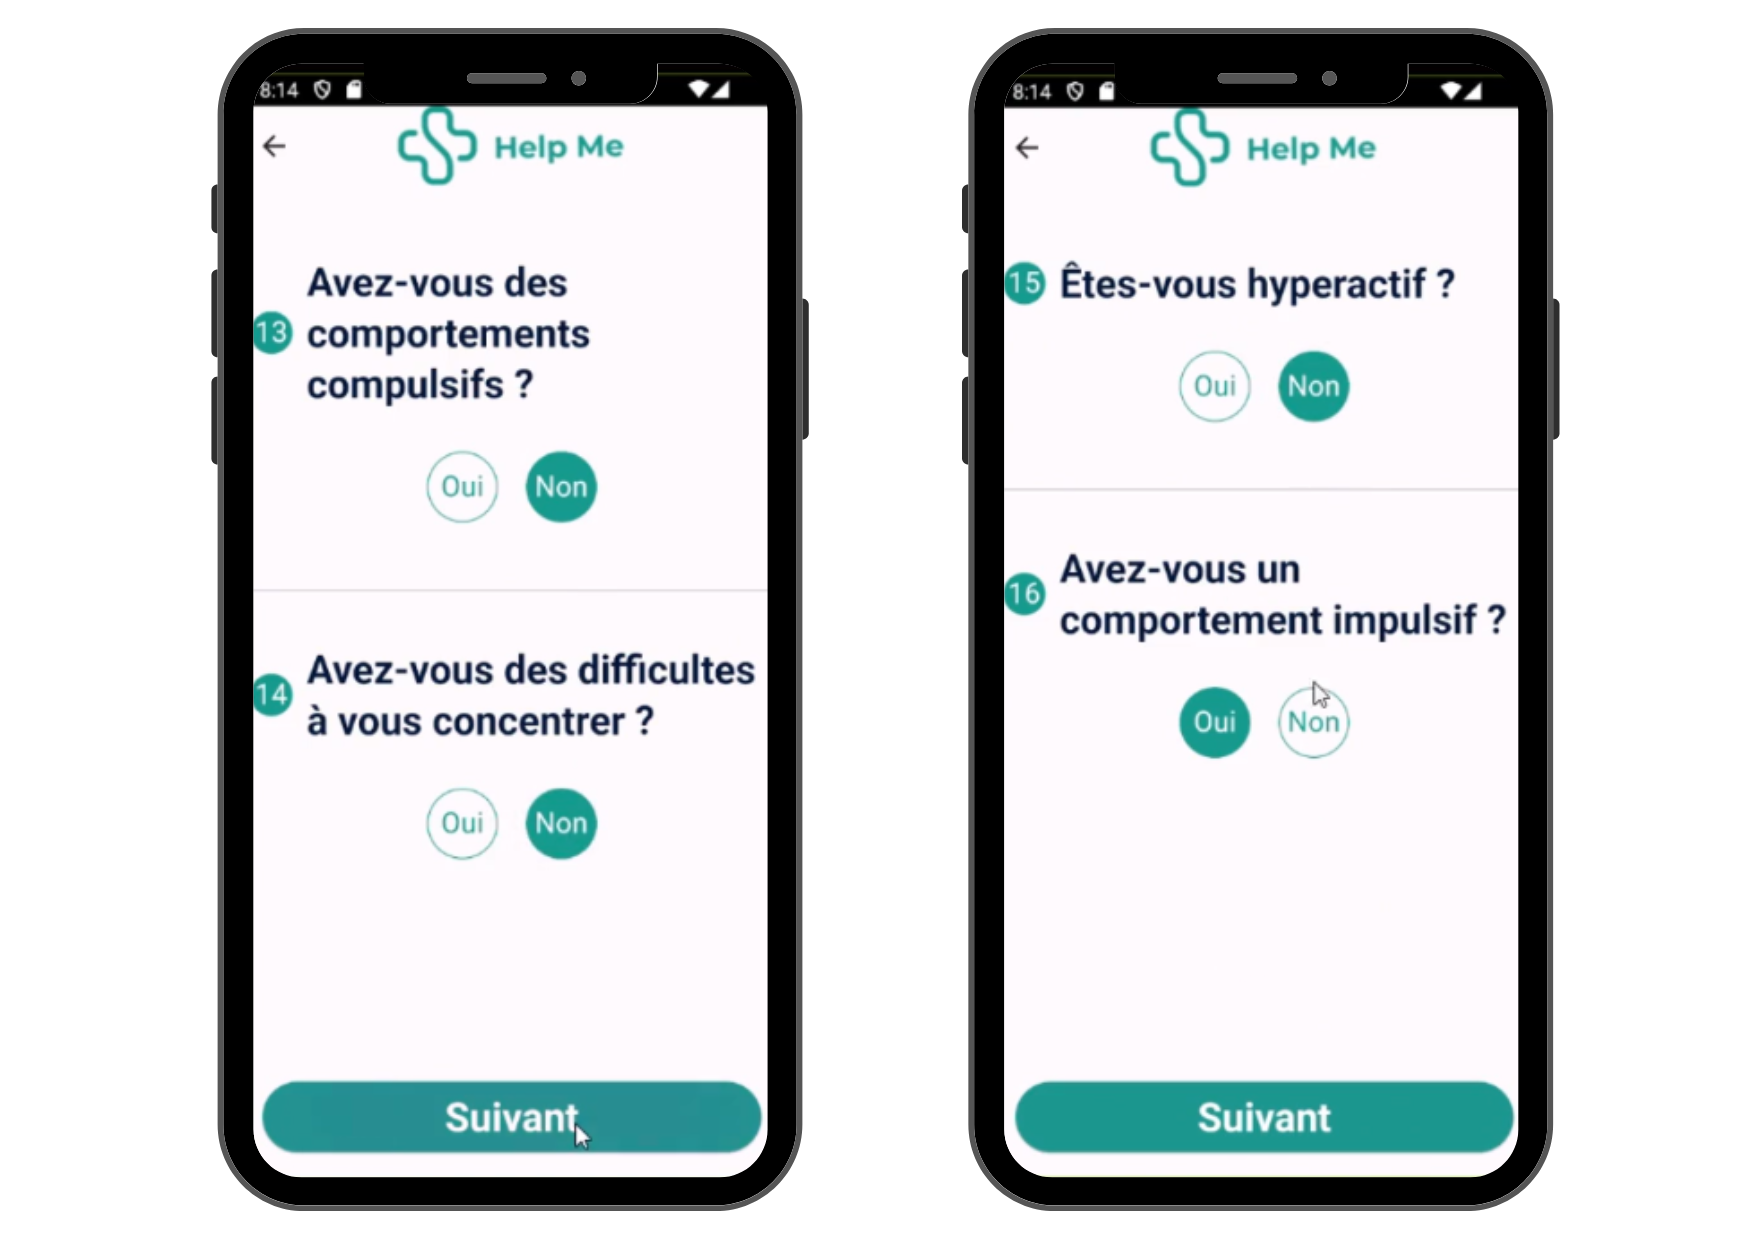 8:14
Help Me
13
Avez-vous des
comportements
compulsifs ?
Oui
Non
14
Avez-vous des difficultes
à vous concentrer ?
Oui
Non
Suivant
8:14
Help Me
15
Êtes-vous hyperactif ?
Oui
Non
16
Avez-vous un
comportement impulsif ?
Oui
Non
Suivant